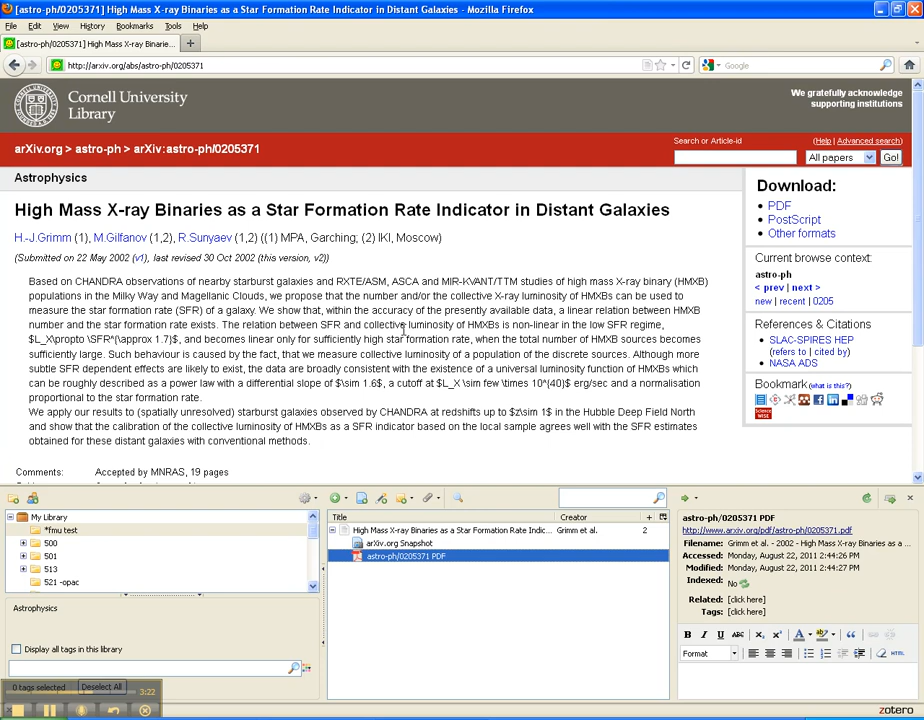 [astro-ph/0205371] High Mass X-ray Binaries as a Star Formation Rate Indicator in Distant Galaxies - Mozilla Firefox
File Edit View History Bookmarks Tools Help
[astro-ph/0205371] High Mass X-ray Binarie...
http://arxiv.org/abs/astro-ph/0205371
Google
Cornell University
Library
We gratefully acknowledge
supporting institutions
arXiv.org > astro-ph > arXiv:astro-ph/0205371
Search or Article-id
(Help | Advanced search)
All papers
Go!
Astrophysics
High Mass X-ray Binaries as a Star Formation Rate Indicator in Distant Galaxies
H.-J.Grimm (1), M.Gilfanov (1,2), R.Sunyaev (1,2) ((1) MPA, Garching; (2) IKI, Moscow)
(Submitted on 22 May 2002 (v1), last revised 30 Oct 2002 (this version, v2))
Based on CHANDRA observations of nearby starburst galaxies and RXTE/ASM, ASCA and MIR-KVANT/TTM studies of high mass X-ray binary (HMXB)
populations in the Milky Way and Magellanic Clouds, we propose that the number and/or the collective X-ray luminosity of HMXBs can be used to
measure the star formation rate (SFR) of a galaxy. We show that, within the accuracy of the presently available data, a linear relation between HMXB
number and the star formation rate exists. The relation between SFR and collective luminosity of HMXBs is non-linear in the low SFR regime,
$L_X\propto \SFR^{\approx 1.7}$, and becomes linear only for sufficiently high star formation rate, when the total number of HMXB sources becomes
sufficiently large. Such behaviour is caused by the fact, that we measure collective luminosity of a population of the discrete sources. Although more
subtle SFR dependent effects are likely to exist, the data are broadly consistent with the existence of a universal luminosity function of HMXBs which
can be roughly described as a power law with a differential slope of $\sim 1.6$, a cutoff at $L_X \sim few \times 10^{40}$ erg/sec and a normalisation
proportional to the star formation rate.
We apply our results to (spatially unresolved) starburst galaxies observed by CHANDRA at redshifts up to $z\sim 1$ in the Hubble Deep Field North
and show that the calibration of the collective luminosity of HMXBs as a SFR indicator based on the local sample agrees well with the SFR estimates
obtained for these distant galaxies with conventional methods.
Comments: Accepted by MNRAS, 19 pages
Download:
PDF
PostScript
Other formats
Current browse context:
astro-ph
< prev | next >
new | recent | 0205
References & Citations
SLAC-SPIRES HEP
(refers to | cited by)
NASA ADS
Bookmark (what is this?)
Science
WISE
My Library
*fmu test
500
501
513
521 -opac
Astrophysics
Display all tags in this library
0 tags selected
Deselect All
3:22
Title Creator +
High Mass X-ray Binaries as a Star Formation Rate Indic... Grimm et al. 2
arXiv.org Snapshot
astro-ph/0205371 PDF
astro-ph/0205371 PDF
http://www.arxiv.org/pdf/astro-ph/0205371.pdf
Filename: Grimm et al. - 2002 - High Mass X-ray Binaries as a ...
Accessed: Monday, August 22, 2011 2:44:26 PM
Modified: Monday, August 22, 2011 2:44:27 PM
Indexed: No
Related: [click here]
Tags: [click here]
B I U ABC X₂ X² A ab HTML
Format
zotero